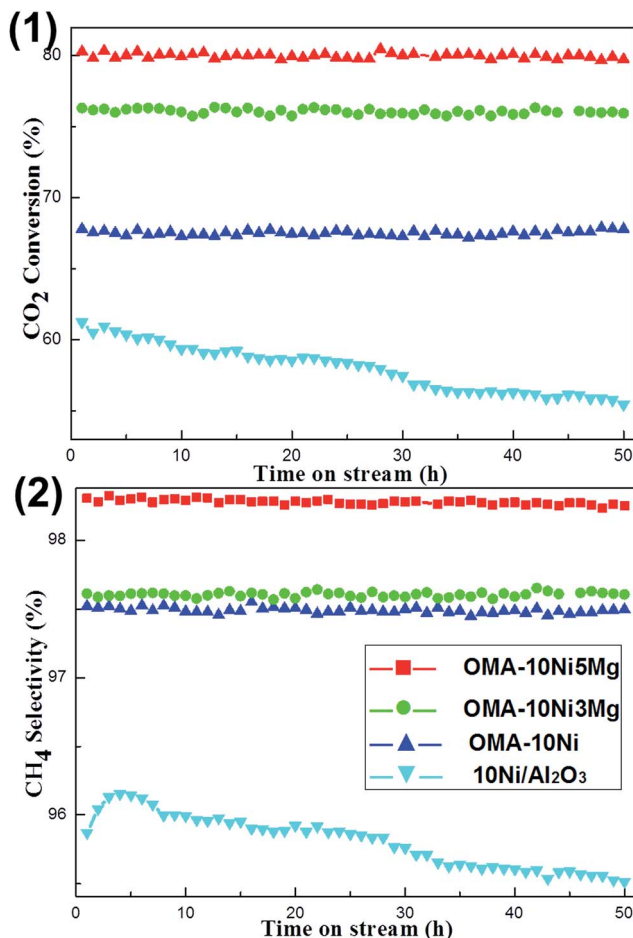 (1)
80
70
60
CO2 Conversion (%)
0 10 20 30 40 50
Time on stream (h)
(2)
98
97
96
CH4 Selectivity (%)
OMA-10Ni5Mg
OMA-10Ni3Mg
OMA-10Ni
10Ni/Al2O3
0 10 20 30 40 50
Time on stream (h)